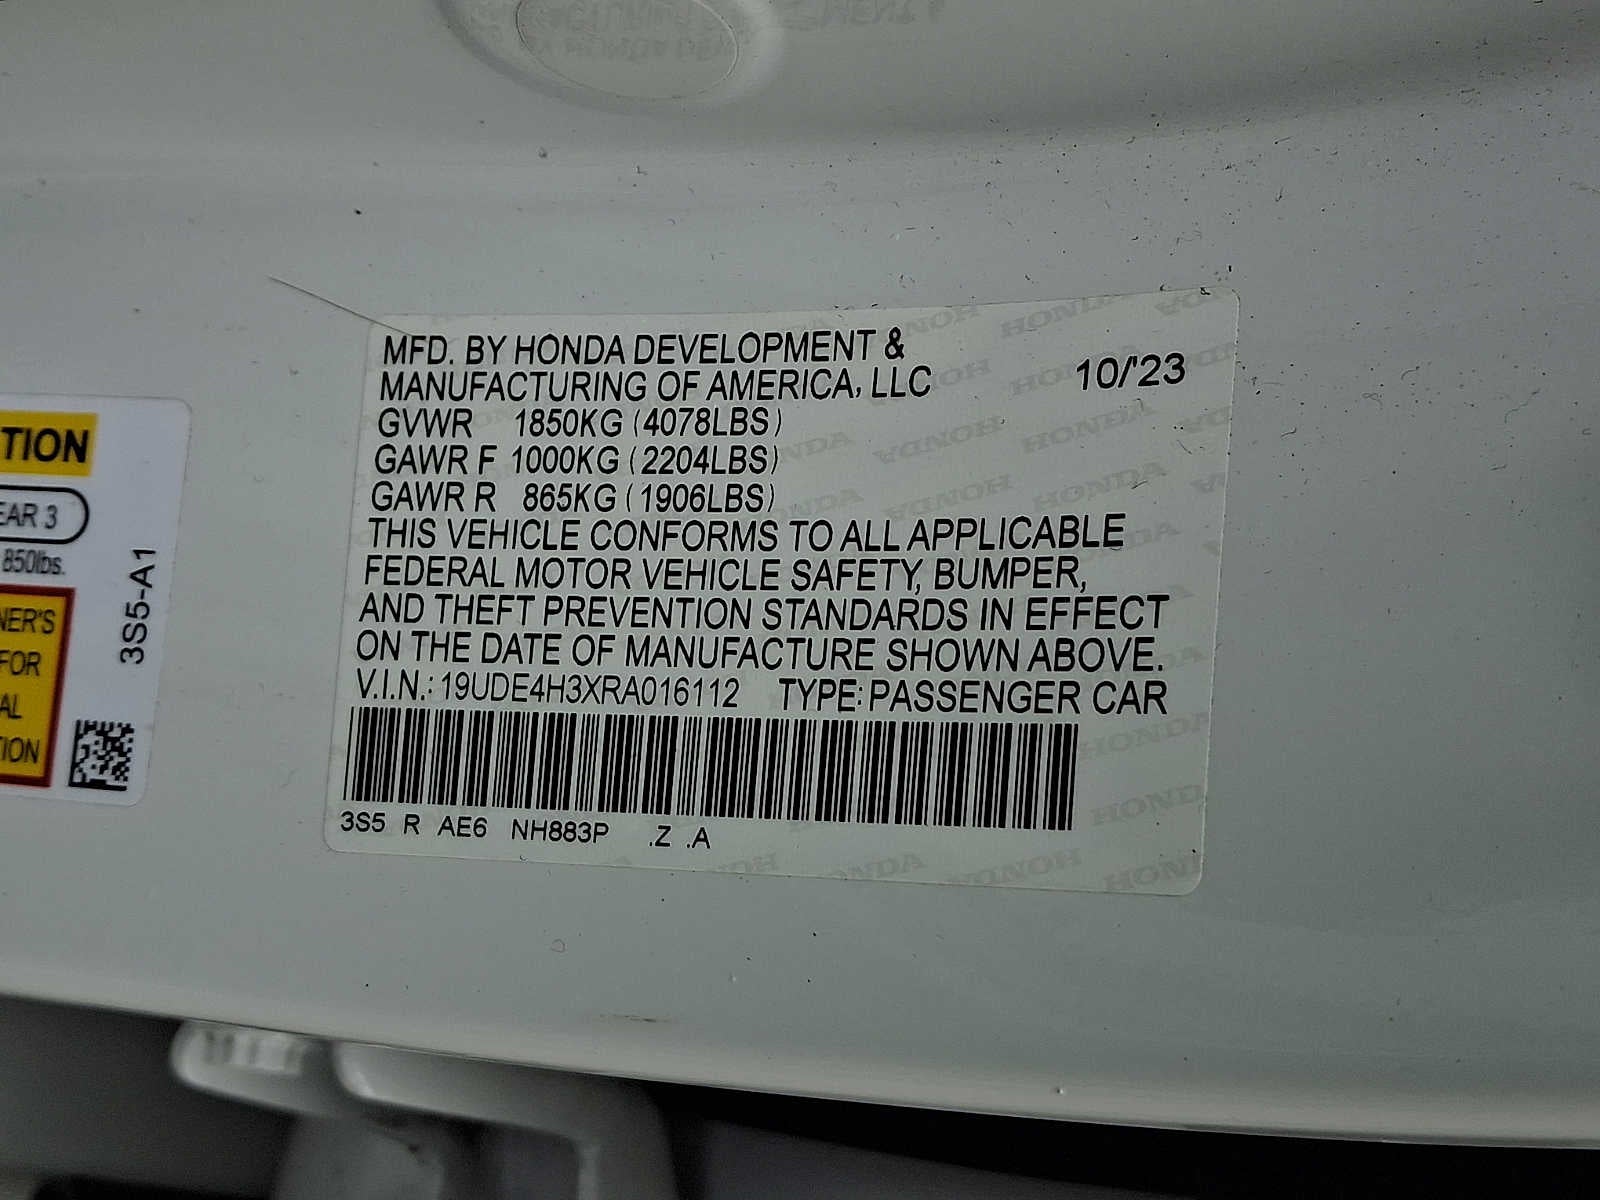 MFD. BY HONDA DEVELOPMENT &
MANUFACTURING OF AMERICA, LLC 10/'23
GVWR 1850KG (4078LBS)
GAWR F 1000KG (2204LBS)
GAWR R 865KG (1906LBS)
THIS VEHICLE CONFORMS TO ALL APPLICABLE
FEDERAL MOTOR VEHICLE SAFETY, BUMPER,
AND THEFT PREVENTION STANDARDS IN EFFECT
ON THE DATE OF MANUFACTURE SHOWN ABOVE.
V.I.N.: 19UDE4H3XRA016112 TYPE: PASSENGER CAR
3S5 R AE6 NH883P .Z .A
TION
EAR 3
850lbs.
NER'S
FOR
AL
TION
3S5-A1